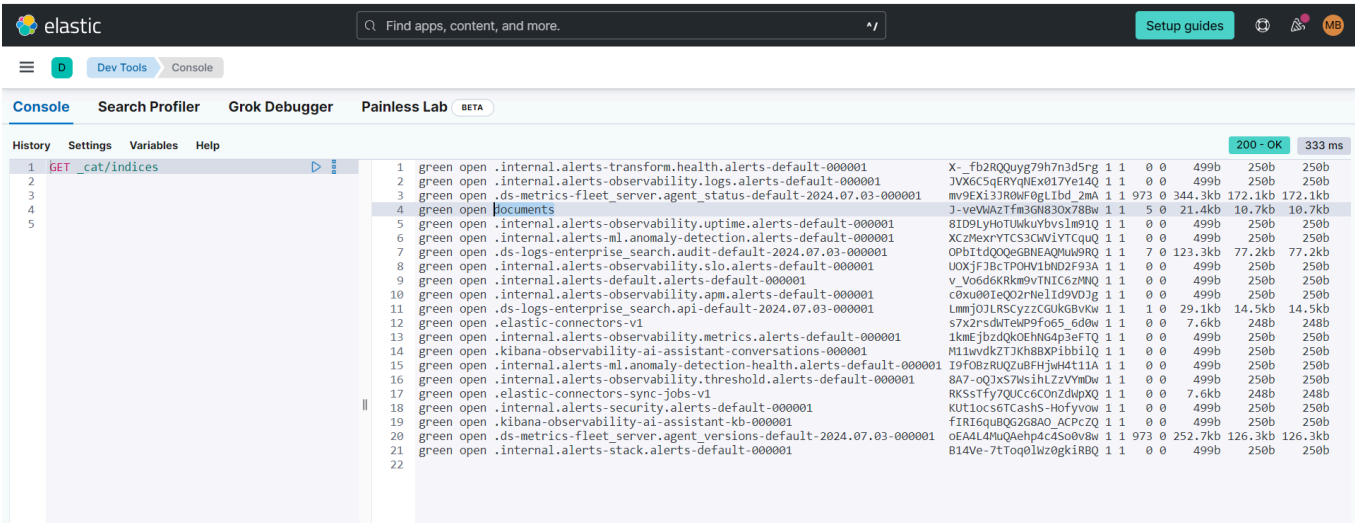 elastic
Find apps, content, and more.
^/
Setup guides
MB
D
Dev Tools
Console
Console
Search Profiler
Grok Debugger
Painless Lab
BETA
History
Settings
Variables
Help
200 - OK
333 ms
1 GET _cat/indices
2
3
4
5
1 green open .internal.alerts-transform.health.alerts-default-000001 X-_fb2RQQuyg79h7n3d5rg 1 1 0 0 499b 250b 250b
2 green open .internal.alerts-observability.logs.alerts-default-000001 JVX6C5qERYqNEx017Ye14Q 1 1 0 0 499b 250b 250b
3 green open .ds-metrics-fleet_server.agent_status-default-2024.07.03-000001 mv9EXi3JR0WF0gLIbd_2mA 1 1 973 0 344.3kb 172.1kb 172.1kb
4 green open documents J-veVWAzTfm3GN83Ox78Bw 1 1 5 0 21.4kb 10.7kb 10.7kb
5 green open .internal.alerts-observability.uptime.alerts-default-000001 8ID9LyHoTUWkuYbvslm91Q 1 1 0 0 499b 250b 250b
6 green open .internal.alerts-ml.anomaly-detection.alerts-default-000001 XCzMexrYTCS3CWViYTCquQ 1 1 0 0 499b 250b 250b
7 green open .ds-logs-enterprise_search.audit-default-2024.07.03-000001 OPbItdQOQeGBNEAQMuW9RQ 1 1 7 0 123.3kb 77.2kb 77.2kb
8 green open .internal.alerts-observability.slo.alerts-default-000001 UOXjFJBcTPOHV1bND2F93A 1 1 0 0 499b 250b 250b
9 green open .internal.alerts-default.alerts-default-000001 v_Vo6d6KRkm9vTNIC6zMNQ 1 1 0 0 499b 250b 250b
10 green open .internal.alerts-observability.apm.alerts-default-000001 c0xu00IeQO2rNelId9VDJg 1 1 0 0 499b 250b 250b
11 green open .ds-logs-enterprise_search.api-default-2024.07.03-000001 LmmjOJLRSCyzzCGUkGBvKw 1 1 1 0 29.1kb 14.5kb 14.5kb
12 green open .elastic-connectors-v1 s7x2rsdWTeWP9fo65_6d0w 1 1 0 0 7.6kb 248b 248b
13 green open .internal.alerts-observability.metrics.alerts-default-000001 1kmEjbzdQkOEhNG4p3eFTQ 1 1 0 0 499b 250b 250b
14 green open .kibana-observability-ai-assistant-conversations-000001 M11wvdkZTJKh8BXPibbilQ 1 1 0 0 499b 250b 250b
15 green open .internal.alerts-ml.anomaly-detection-health.alerts-default-000001 I9fOBzRUQZuBFHjwH4t11A 1 1 0 0 499b 250b 250b
16 green open .internal.alerts-observability.threshold.alerts-default-000001 8A7-oQJxS7WsihLZzVYmDw 1 1 0 0 499b 250b 250b
17 green open .elastic-connectors-sync-jobs-v1 RKSsTfy7QUCc6COnZdWpXQ 1 1 0 0 7.6kb 248b 248b
18 green open .internal.alerts-security.alerts-default-000001 KUt1ocs6TCashS-Hofyvow 1 1 0 0 499b 250b 250b
19 green open .kibana-observability-ai-assistant-kb-000001 fIRI6quBQG2G8AO_ACPcZQ 1 1 0 0 499b 250b 250b
20 green open .ds-metrics-fleet_server.agent_versions-default-2024.07.03-000001 oEA4L4MuQAehp4c4So0v8w 1 1 973 0 252.7kb 126.3kb 126.3kb
21 green open .internal.alerts-stack.alerts-default-000001 B14Ve-7tToq0lWz0gkiRBQ 1 1 0 0 499b 250b 250b
22